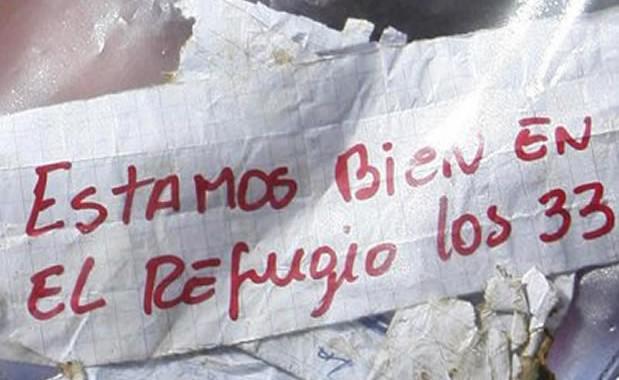 EStAMOS BieN EN
EL REfugio los 33